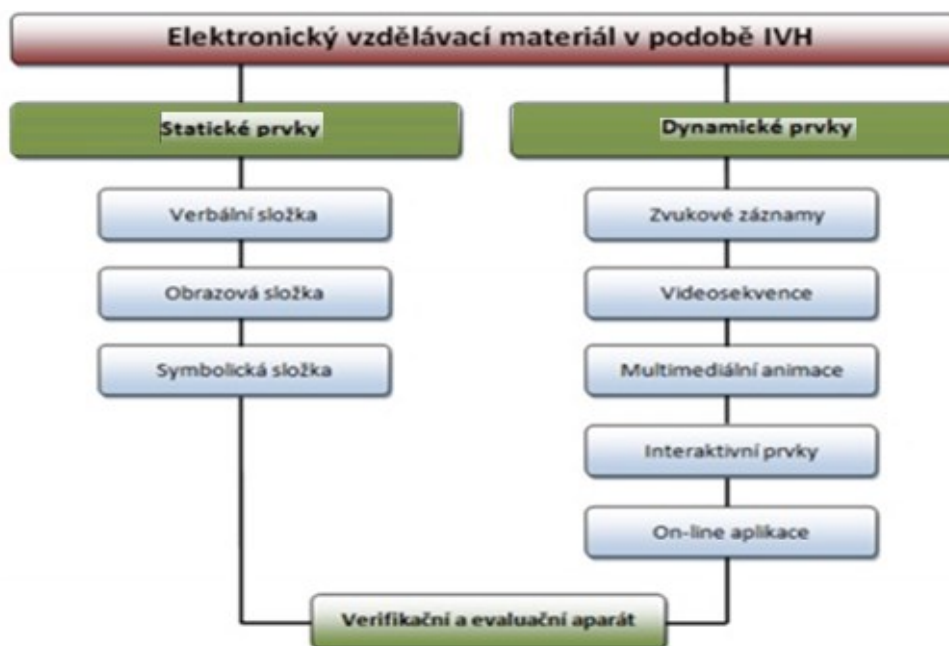 Elektronický vzdělávací materiál v podobě IVH
Statické prvky
Verbální složka
Obrazová složka
Symbolická složka
Dynamické prvky
Zvukové záznamy
Videosekvence
Multimediální animace
Interaktivní prvky
On-line aplikace
Verifikační a evaluační aparát